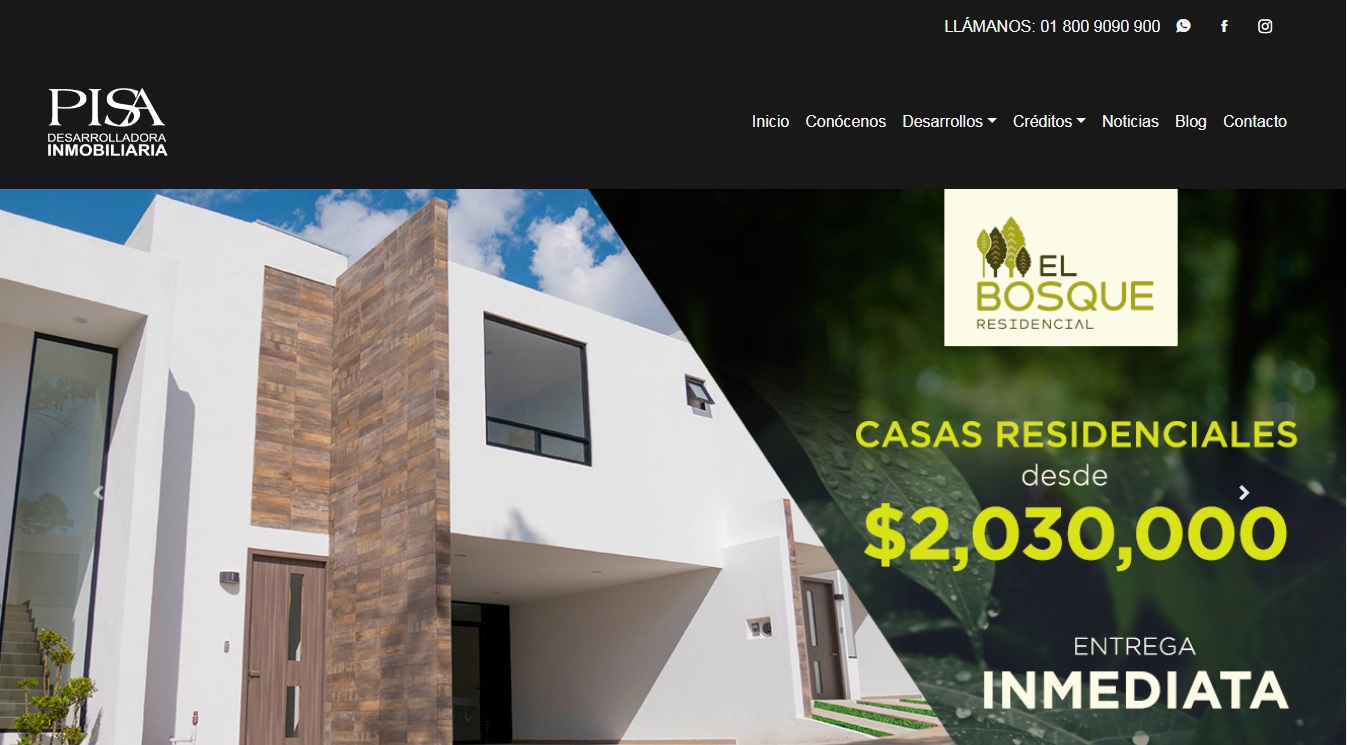 LLÁMANOS: 01 800 9090 900
PISA
DESARROLLADORA
INMOBILIARIA
Inicio Conócenos Desarrollos Créditos Noticias Blog Contacto
EL
BOSQUE
RESIDENCIAL
CASAS RESIDENCIALES
desde
$2,030,000
ENTREGA
INMEDIATA